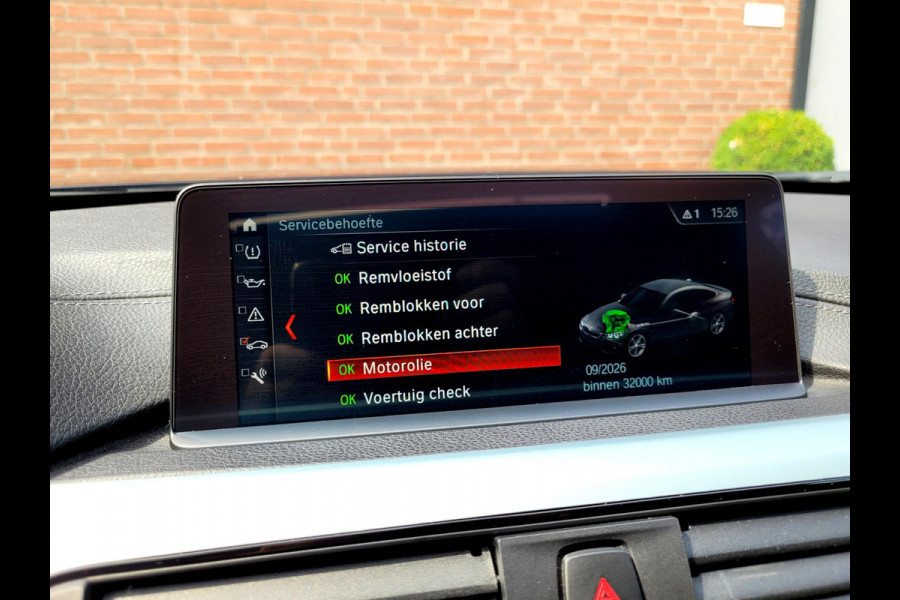 Servicebehoefte
1 15:26
Service historie
OK Remvloeistof
OK Remblokken voor
OK Remblokken achter
OK Motorolie
OK Voertuig check
09/2026
binnen 32000 km